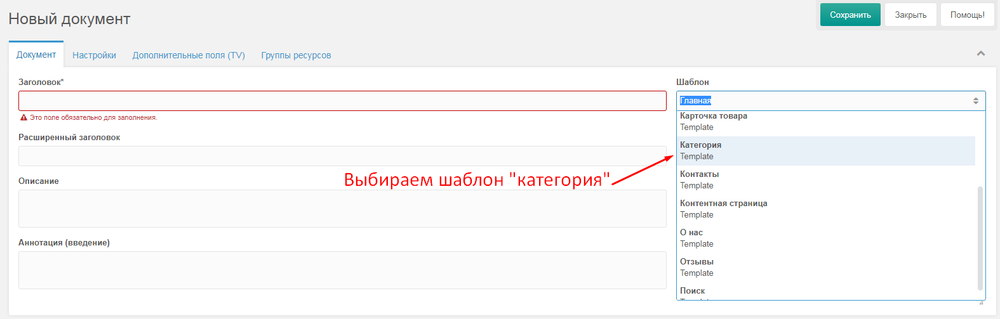 Новый документ
Сохранить
Закрыть
Помощь!
Документ
Настройки
Дополнительные поля (TV)
Группы ресурсов
Заголовок*
Это поле обязательно для заполнения.
Расширенный заголовок
Описание
Аннотация (введение)
Выбираем шаблон "категория"
Шаблон
Главная
Карточка товара
Template
Категория
Template
Контакты
Template
Контентная страница
Template
О нас
Template
Отзывы
Template
Поиск